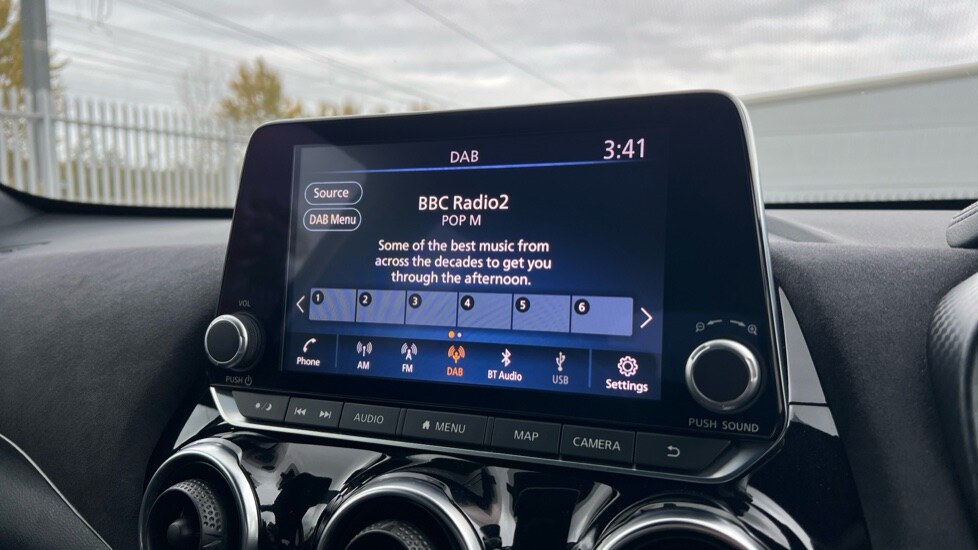 DAB
3:41
Source
DAB Menu
BBC Radio2
POP M
Some of the best music from
across the decades to get you
through the afternoon.
1 2 3 4 5 6
Phone
AM
FM
DAB
BT Audio
USB
Settings
VOL
PUSH
PUSH SOUND
AUDIO
MENU
MAP
CAMERA